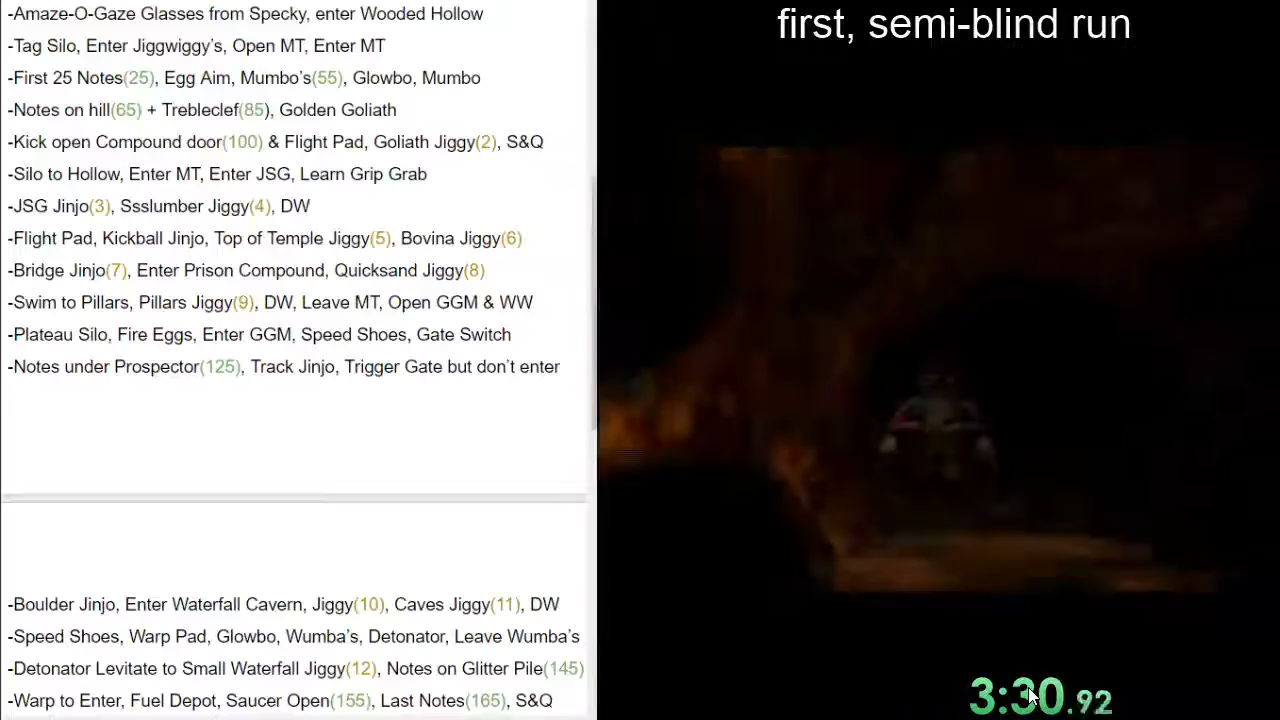 -Amaze-O-Gaze Glasses from Specky, enter Wooded Hollow
-Tag Silo, Enter Jiggwiggy’s, Open MT, Enter MT
-First 25 Notes(25), Egg Aim, Mumbo’s(55), Glowbo, Mumbo
-Notes on hill(65) + Trebleclef(85), Golden Goliath
-Kick open Compound door(100) & Flight Pad, Goliath Jiggy(2), S&Q
-Silo to Hollow, Enter MT, Enter JSG, Learn Grip Grab
-JSG Jinjo(3), Ssslumber Jiggy(4), DW
-Flight Pad, Kickball Jinjo, Top of Temple Jiggy(5), Bovina Jiggy(6)
-Bridge Jinjo(7), Enter Prison Compound, Quicksand Jiggy(8)
-Swim to Pillars, Pillars Jiggy(9), DW, Leave MT, Open GGM & WW
-Plateau Silo, Fire Eggs, Enter GGM, Speed Shoes, Gate Switch
-Notes under Prospector(125), Track Jinjo, Trigger Gate but don’t enter
-Boulder Jinjo, Enter Waterfall Cavern, Jiggy(10), Caves Jiggy(11), DW
-Speed Shoes, Warp Pad, Glowbo, Wumba’s, Detonator, Leave Wumba’s
-Detonator Levitate to Small Waterfall Jiggy(12), Notes on Glitter Pile(145)
-Warp to Enter, Fuel Depot, Saucer Open(155), Last Notes(165), S&Q
first, semi-blind run
3:30.92